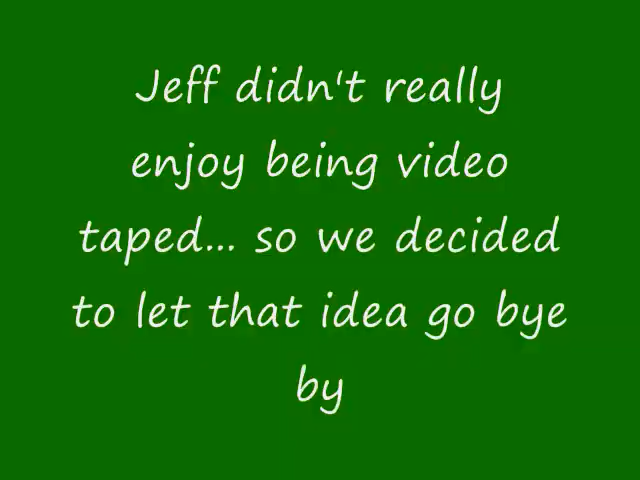 Jeff didn't really
enjoy being video
taped... so we decided
to let that idea go bye
by